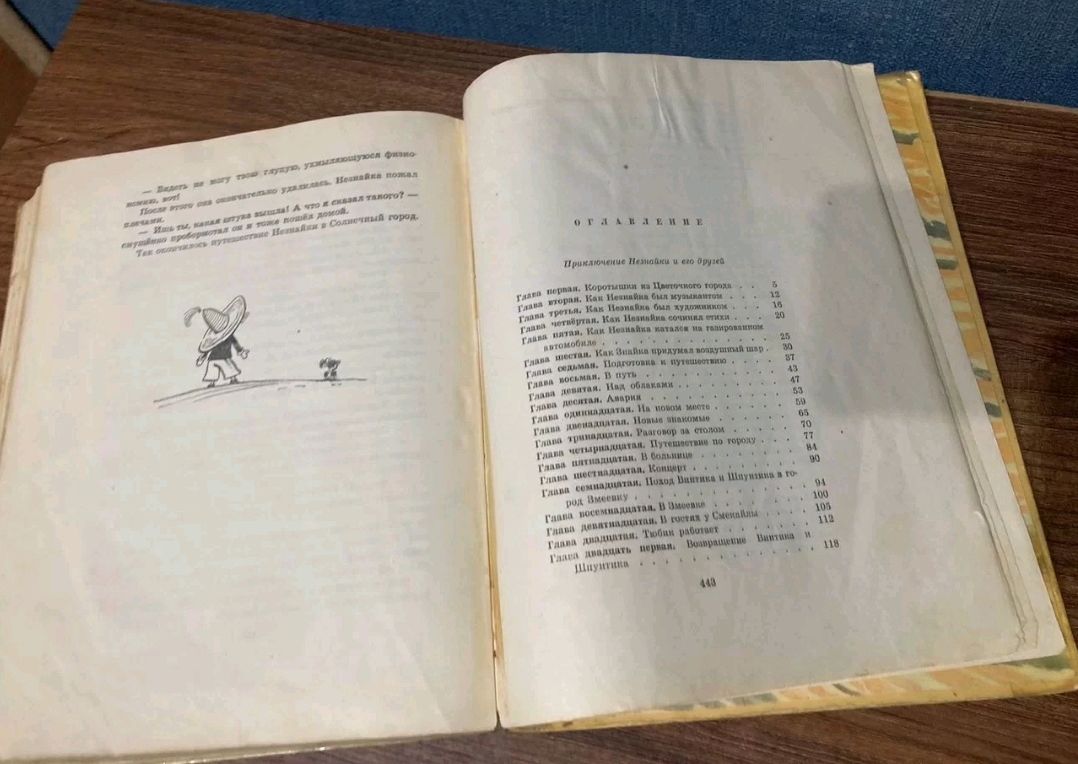 — Видеть не могу твою глупую, ухмыляющуюся физио-
номию, вот!
После этого она окончательно удалилась. Незнайка пожал
плечами.
— Ишь ты, какая штука вышла! А что я сказал такого? —
смущённо пробормотал он и тоже пошёл домой.
Так окончилось путешествие Незнайки в Солнечный город.
ОГЛАВЛЕНИЕ
Приключение Незнайки и его друзей
Глава первая. Коротышки из Цветочного города . . 5
Глава вторая. Как Незнайка был музыкантом . . . 12
Глава третья. Как Незнайка был художником . . . 16
Глава четвёртая. Как Незнайка сочинял стихи . . 20
Глава пятая. Как Незнайка катался на газированном
автомобиле . . . . . . . . . . 25
Глава шестая. Как Знайка придумал воздушный шар . 30
Глава седьмая. Подготовка к путешествию . . . . 37
Глава восьмая. В путь . . . . . . . . 43
Глава девятая. Над облаками . . . . . . . 47
Глава десятая. Авария . . . . . . . . 53
Глава одиннадцатая. На новом месте . . . . . 59
Глава двенадцатая. Новые знакомые . . . . . 65
Глава тринадцатая. Разговор за столом . . . . 70
Глава четырнадцатая. Путешествие по городу . . . 77
Глава пятнадцатая. В больнице . . . . . . 84
Глава шестнадцатая. Концерт . . . . . . . 90
Глава семнадцатая. Поход Винтика и Шпунтика в го-
род Змеевку . . . . . . . . . . 94
Глава восемнадцатая. В Змеевке . . . . . . 100
Глава девятнадцатая. В гостях у Смекайлы . . . 105
Глава двадцатая. Тюбик работает . . . . . . 112
Глава двадцать первая. Возвращение Винтика и
Шпунтика . . . . . . . . . . 118
443